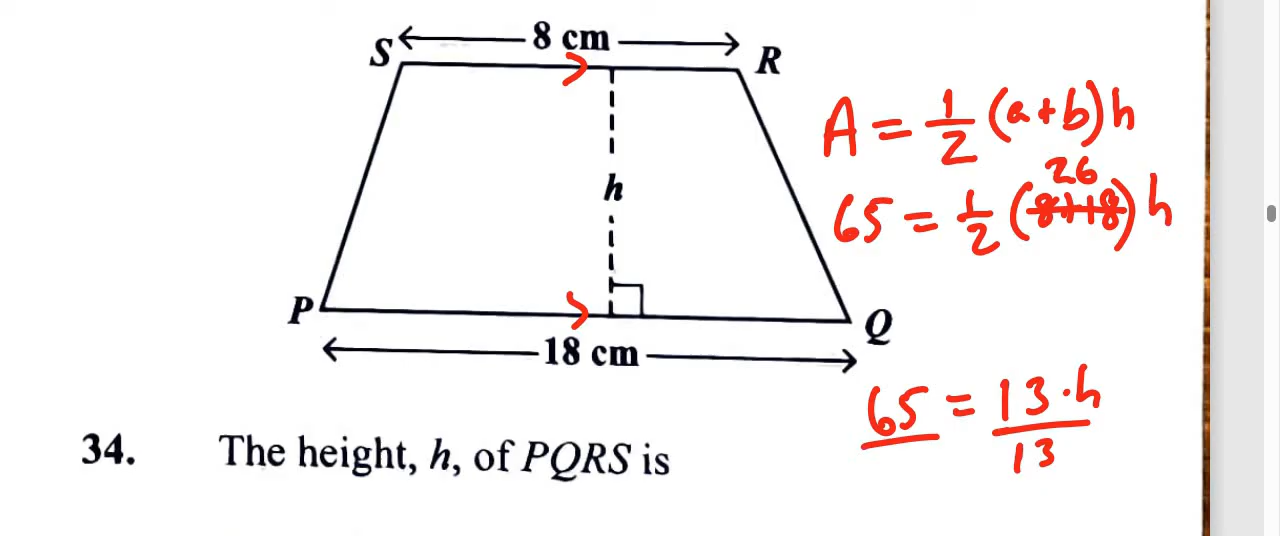 8 cm
S
R
A = 1/2 (a+b)h
26
65 = 1/2 (8+18)h
h
P
Q
18 cm
65 = 13·h
13
34. The height, h, of PQRS is